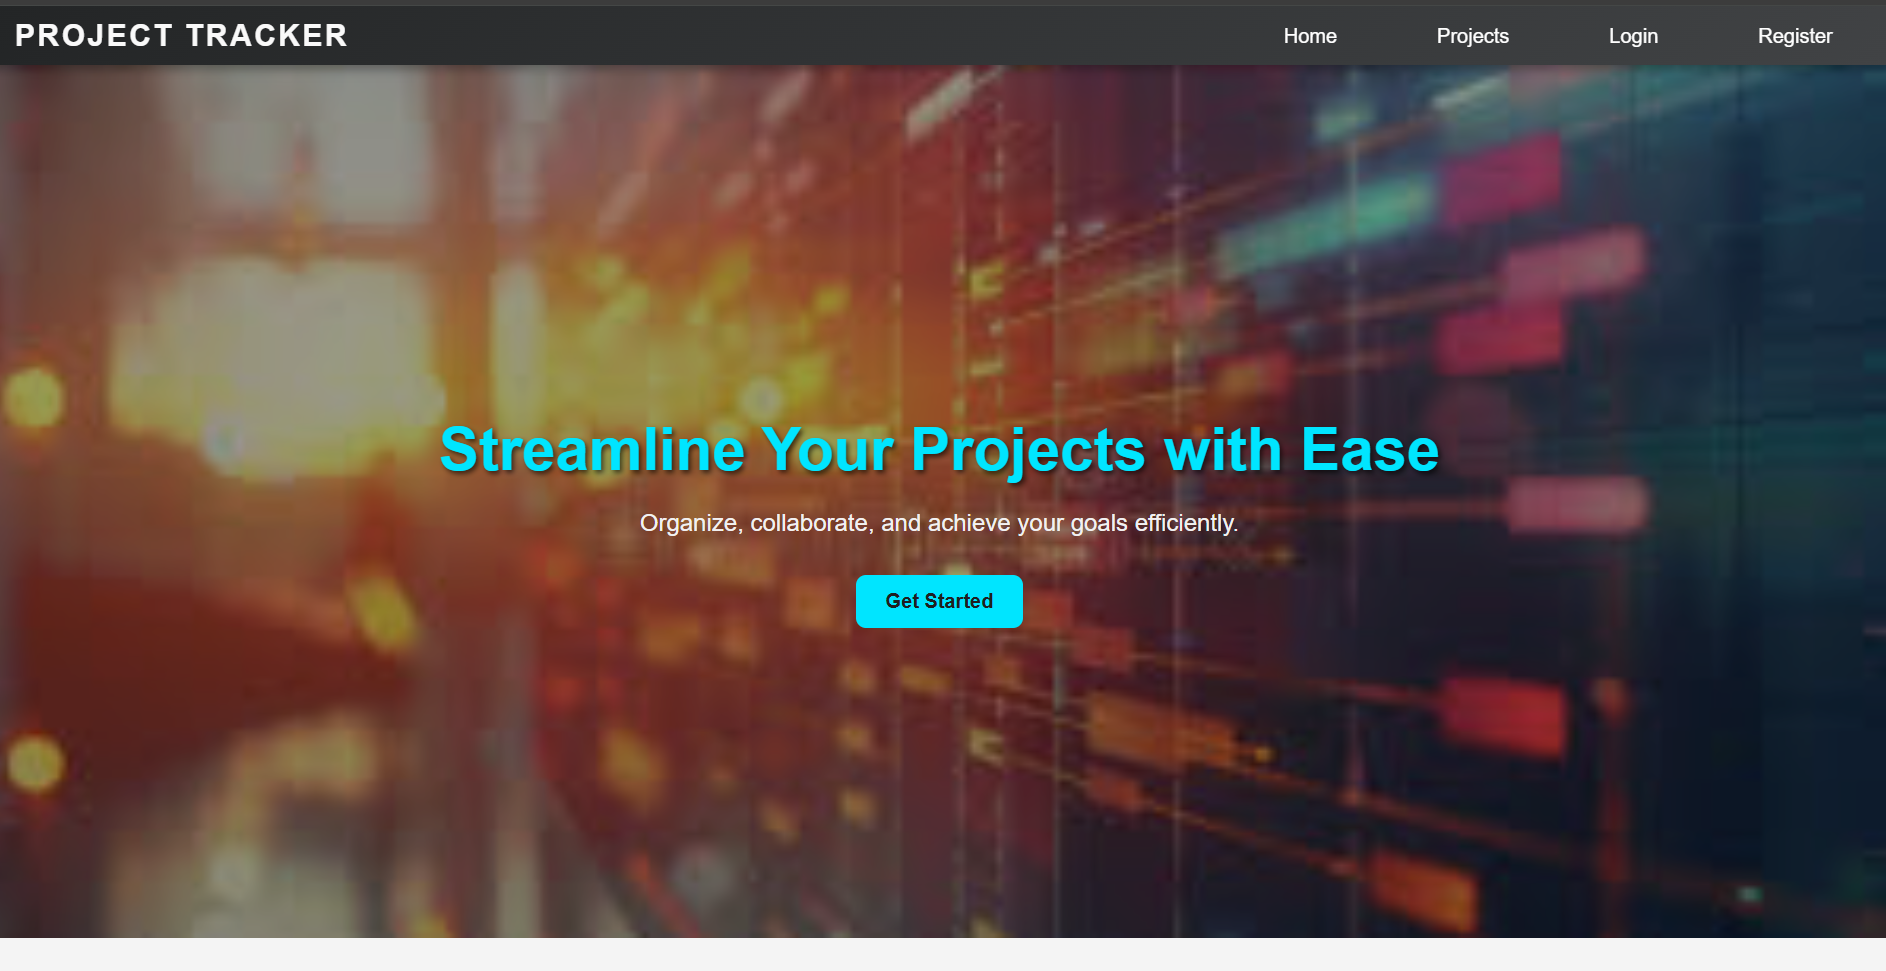 PROJECT TRACKER
Home Projects Login Register
Streamline Your Projects with Ease
Organize, collaborate, and achieve your goals efficiently.
Get Started